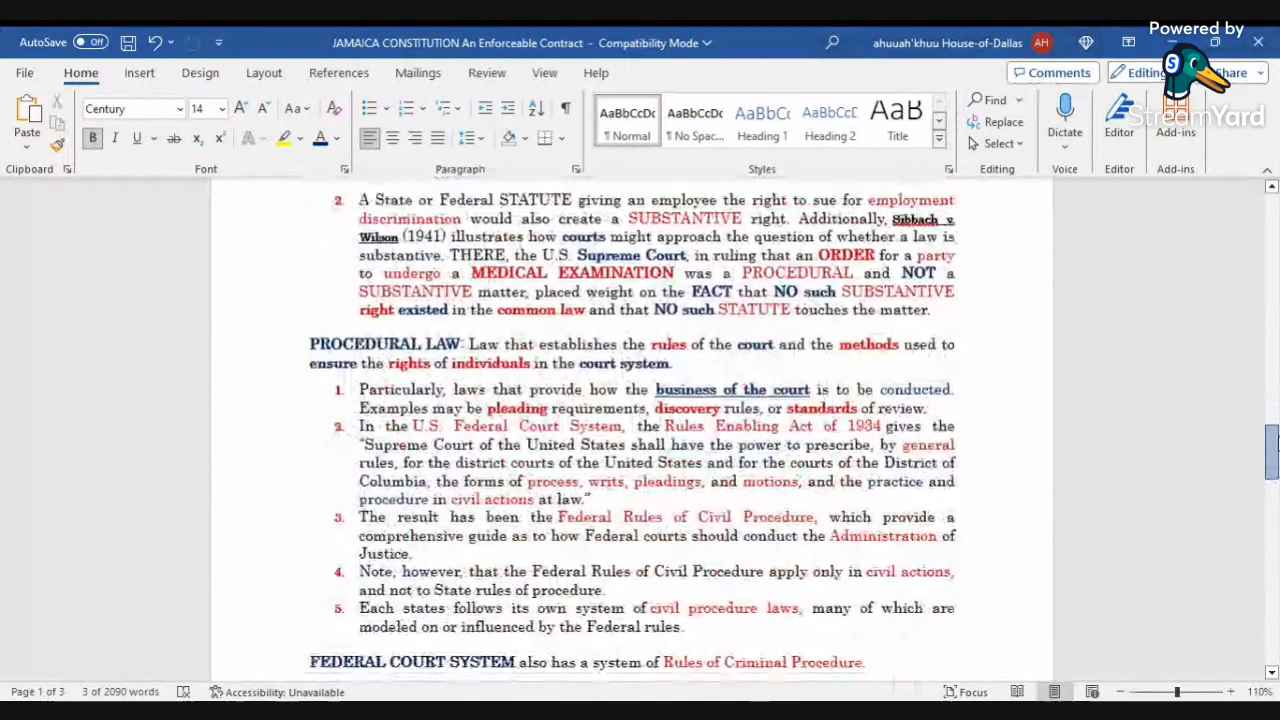 Powered by
StreamYard
AutoSave Off
JAMAICA CONSTITUTION An Enforceable Contract - Compatibility Mode
ahuuah'khuu House-of-Dallas AH
File Home Insert Design Layout References Mailings Review View Help
Comments Editing Share
Paste
Century 14
AaBbCcDc AaBbCcDc AaBbCc AaBbCcD AaB
Normal No Spac... Heading 1 Heading 2 Title
Find
Replace
Select
Dictate Editor Add-ins
Clipboard Font Paragraph Styles Editing Voice Editor Add-ins
2. A State or Federal STATUTE giving an employee the right to sue for employment
discrimination would also create a SUBSTANTIVE right. Additionally, Sibbach v.
Wilson (1941) illustrates how courts might approach the question of whether a law is
substantive. THERE, the U.S. Supreme Court, in ruling that an ORDER for a party
to undergo a MEDICAL EXAMINATION was a PROCEDURAL and NOT a
SUBSTANTIVE matter, placed weight on the FACT that NO such SUBSTANTIVE
right existed in the common law and that NO such STATUTE touches the matter.
PROCEDURAL LAW: Law that establishes the rules of the court and the methods used to
ensure the rights of individuals in the court system.
1. Particularly, laws that provide how the business of the court is to be conducted.
Examples may be pleading requirements, discovery rules, or standards of review.
2. In the U.S. Federal Court System, the Rules Enabling Act of 1934 gives the
“Supreme Court of the United States shall have the power to prescribe, by general
rules, for the district courts of the United States and for the courts of the District of
Columbia, the forms of process, writs, pleadings, and motions, and the practice and
procedure in civil actions at law.”
3. The result has been the Federal Rules of Civil Procedure, which provide a
comprehensive guide as to how Federal courts should conduct the Administration of
Justice.
4. Note, however, that the Federal Rules of Civil Procedure apply only in civil actions,
and not to State rules of procedure.
5. Each states follows its own system of civil procedure laws, many of which are
modeled on or influenced by the Federal rules.
FEDERAL COURT SYSTEM also has a system of Rules of Criminal Procedure.
Page 1 of 3 3 of 2090 words Accessibility: Unavailable Focus 110%